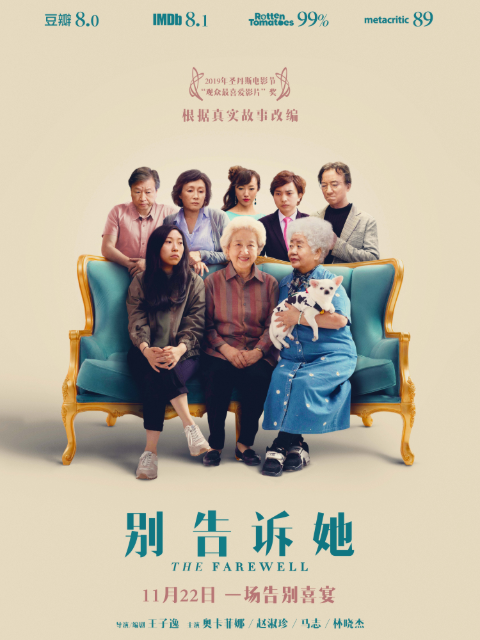 豆瓣 8.0 IMDb 8.1 Rotten Tomatoes 99% metacritic 89
2019年圣丹斯电影节
“观众最喜爱影片”奖
根据真实故事改编
别告诉她
THE FAREWELL
11月22日 一场告别喜宴
导演/编剧 王子逸 主演 奥卡菲娜 / 赵淑珍 / 马志 / 林晓杰